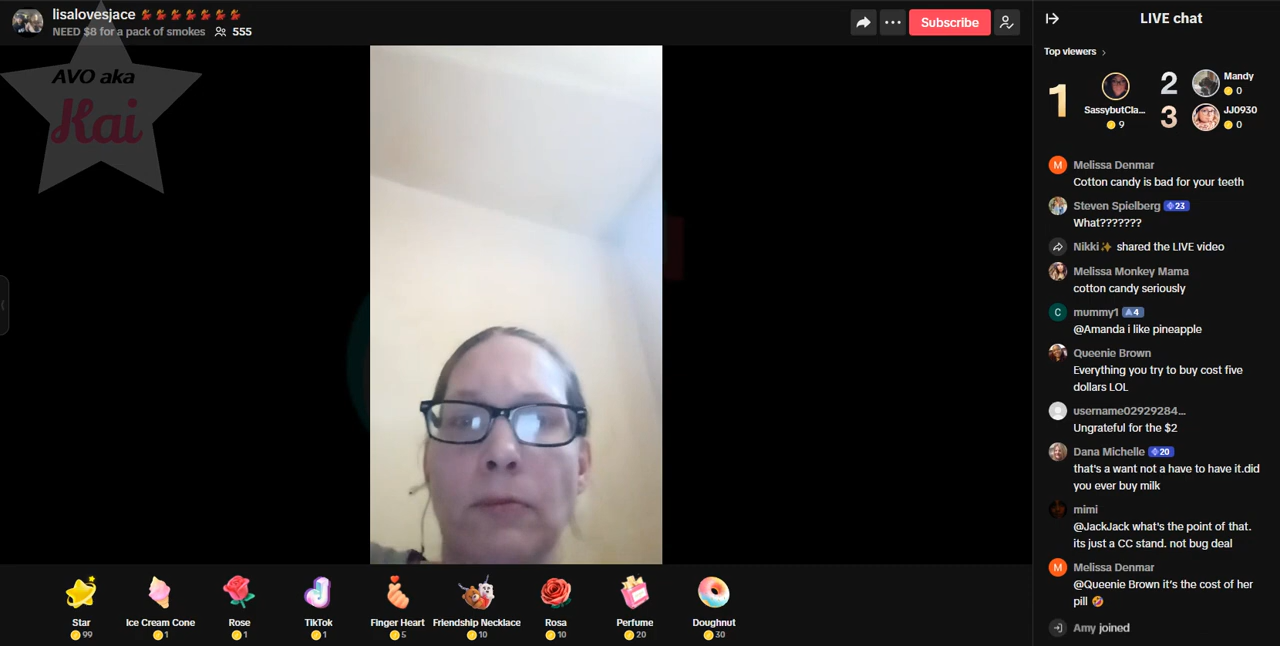 lisalovesjace 💃💃💃💃💃💃💃
NEED $8 for a pack of smokes 555
Subscribe
AVO aka
Kai
LIVE chat
Top viewers
1
SassybutCla...
9
2
Mandy
0
3
JJ0930
0
M
Melissa Denmar
Cotton candy is bad for your teeth
Steven Spielberg 23
What???????
Nikki✨ shared the LIVE video
Melissa Monkey Mama
cotton candy seriously
C
mummy1 4
@Amanda i like pineapple
Queenie Brown
Everything you try to buy cost five
dollars LOL
username02929284...
Ungrateful for the $2
Dana Michelle 20
that's a want not a have to have it.did
you ever buy milk
mimi
@JackJack what's the point of that.
its just a CC stand. not bug deal
M
Melissa Denmar
@Queenie Brown it's the cost of her
pill 🤣
Amy joined
Star
99
Ice Cream Cone
1
Rose
1
TikTok
1
Finger Heart
5
Friendship Necklace
10
Rosa
10
Perfume
20
Doughnut
30